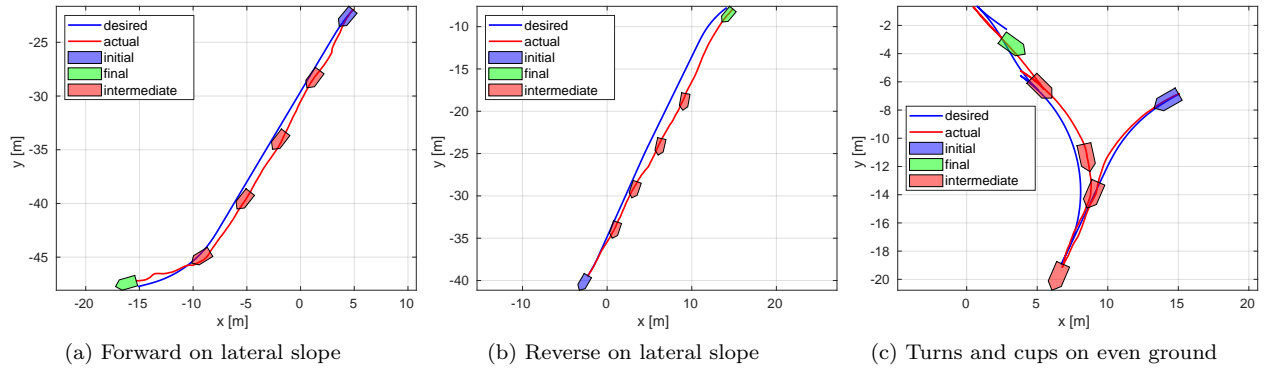 desired
actual
initial
final
intermediate
-25
-30
-35
-40
-45
-20
-15
-10
-5
0
5
10
x [m]
y [m]
(a) Forward on lateral slope
desired
actual
initial
final
intermediate
-10
-15
-20
-25
-30
-35
-40
-10
0
10
20
x [m]
y [m]
(b) Reverse on lateral slope
-2
-4
-6
-8
-10
-12
-14
-16
-18
-20
desired
actual
initial
final
intermediate
0
5
10
15
20
x [m]
y [m]
(c) Turns and cups on even ground